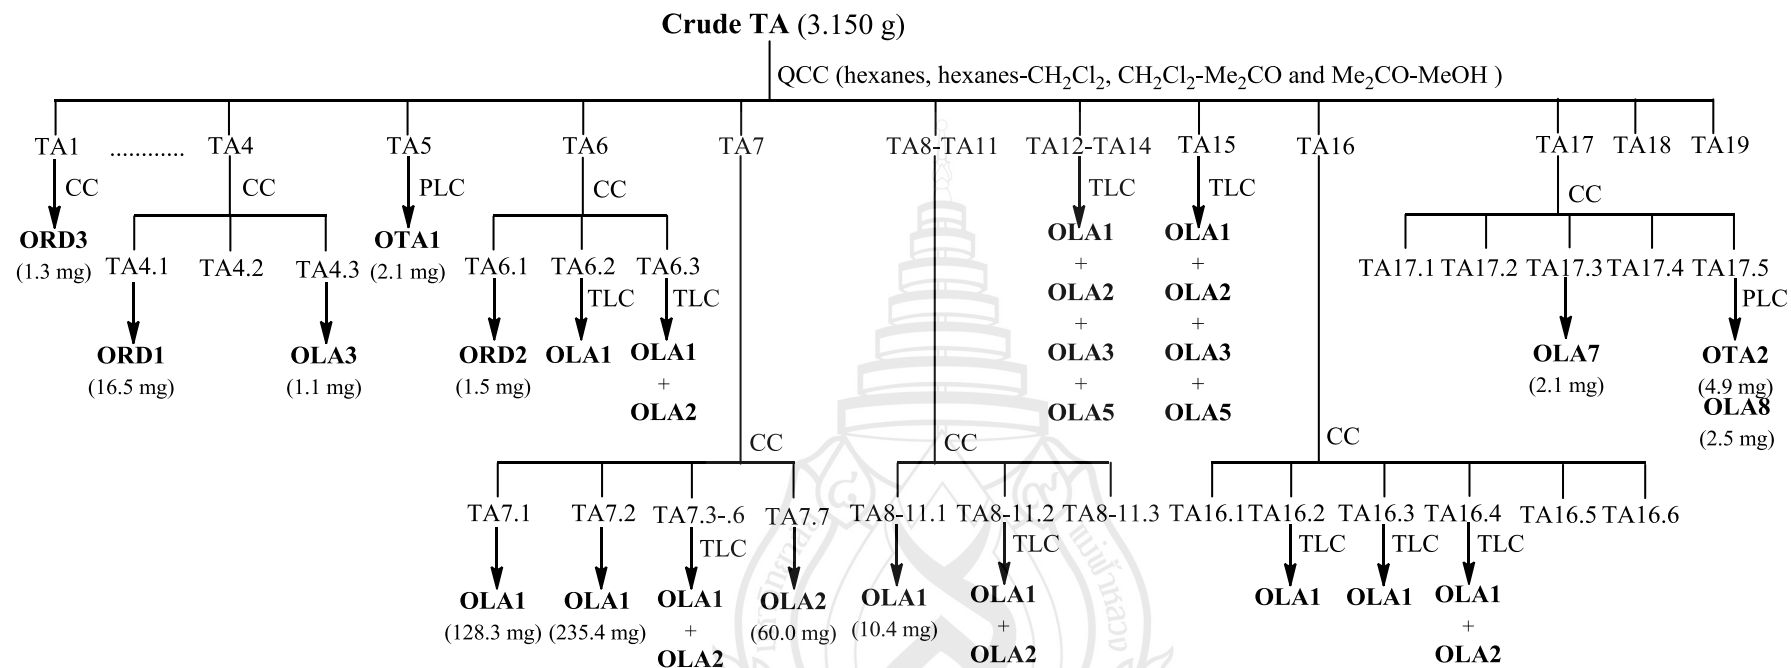 Crude TA (3.150 g)
QCC (hexanes, hexanes-CH₂Cl₂, CH₂Cl₂-Me₂CO and Me₂CO-MeOH )
TA1 ............ TA4 TA5 TA6 TA7 TA8-TA11 TA12-TA14 TA15 TA16 TA17 TA18 TA19
CC CC PLC CC TLC TLC CC
ORD3 OTA1 OLA1 OLA1
(1.3 mg) TA4.1 TA4.2 TA4.3 (2.1 mg) TA6.1 TA6.2 TA6.3 + + TA17.1 TA17.2 TA17.3 TA17.4 TA17.5
TLC TLC OLA2 OLA2 PLC
+ +
ORD1 OLA3 ORD2 OLA1 OLA1 OLA3 OLA3 OLA7 OTA2
(16.5 mg) (1.1 mg) (1.5 mg) + + + (2.1 mg) (4.9 mg)
OLA2 OLA5 OLA5 OLA8
CC CC CC (2.5 mg)
TA7.1 TA7.2 TA7.3-.6 TA7.7 TA8-11.1 TA8-11.2 TA8-11.3 TA16.1 TA16.2 TA16.3 TA16.4 TA16.5 TA16.6
TLC TLC TLC TLC TLC
OLA1 OLA1 OLA1 OLA2 OLA1 OLA1 OLA1 OLA1 OLA1
(128.3 mg) (235.4 mg) + (60.0 mg) (10.4 mg) + +
OLA2 OLA2 OLA2